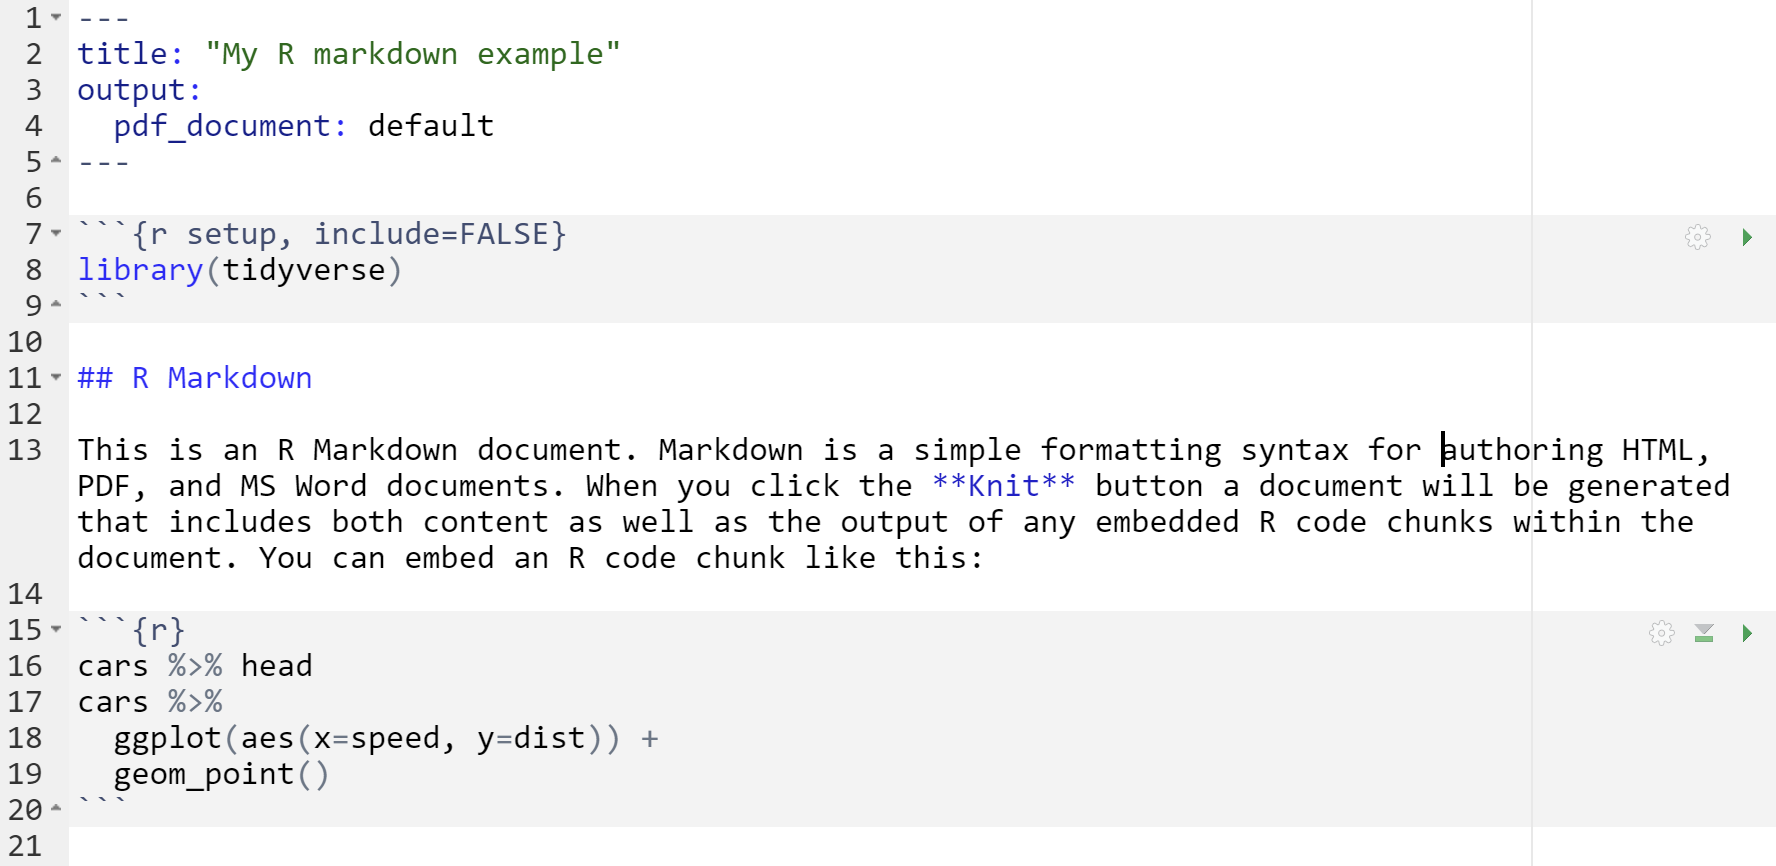 1 ---
2 title: "My R markdown example"
3 output:
4   pdf_document: default
5 ---
6
7 ```{r setup, include=FALSE}
8 library(tidyverse)
9 ```
10
11 ## R Markdown
12
13 This is an R Markdown document. Markdown is a simple formatting syntax for authoring HTML,
PDF, and MS Word documents. When you click the **Knit** button a document will be generated
that includes both content as well as the output of any embedded R code chunks within the
document. You can embed an R code chunk like this:
14
15 ```{r}
16 cars %>% head
17 cars %>%
18   ggplot(aes(x=speed, y=dist)) +
19   geom_point()
20 ```
21